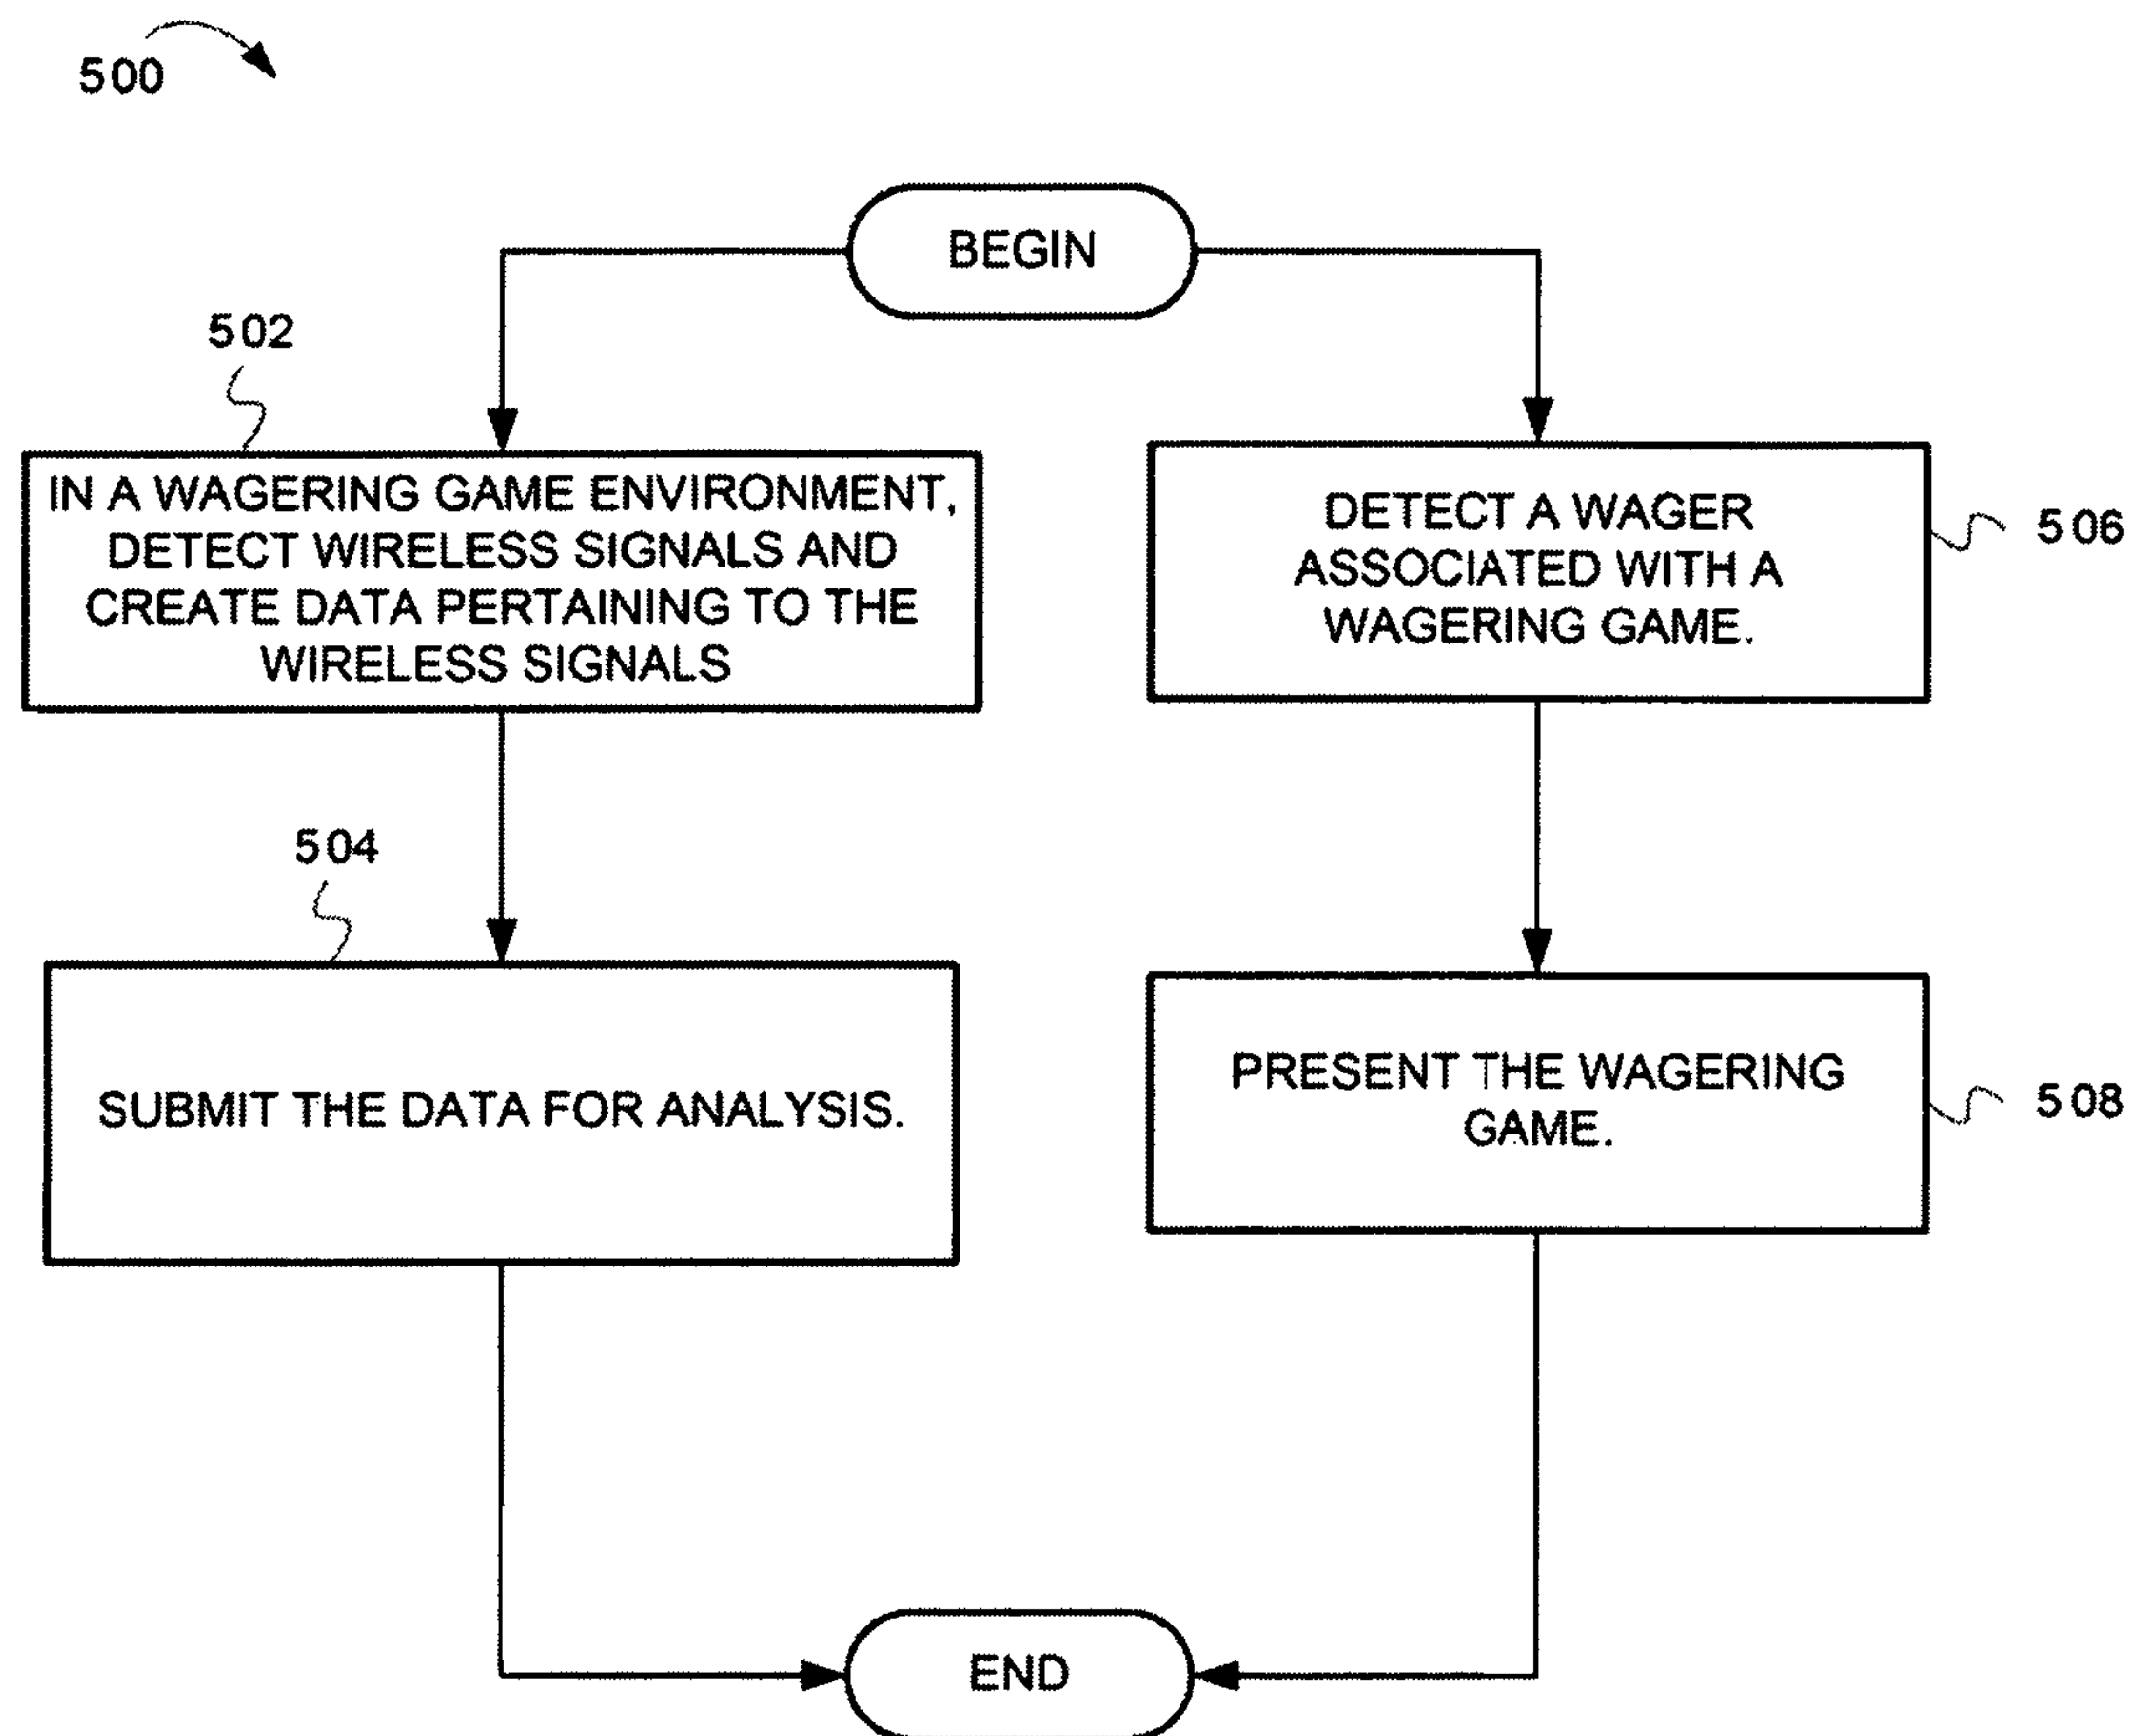 500
BEGIN
502
IN A WAGERING GAME ENVIRONMENT,
DETECT WIRELESS SIGNALS AND
CREATE DATA PERTAINING TO THE
WIRELESS SIGNALS
DETECT A WAGER
ASSOCIATED WITH A
WAGERING GAME.
506
504
SUBMIT THE DATA FOR ANALYSIS.
PRESENT THE WAGERING
GAME.
508
END